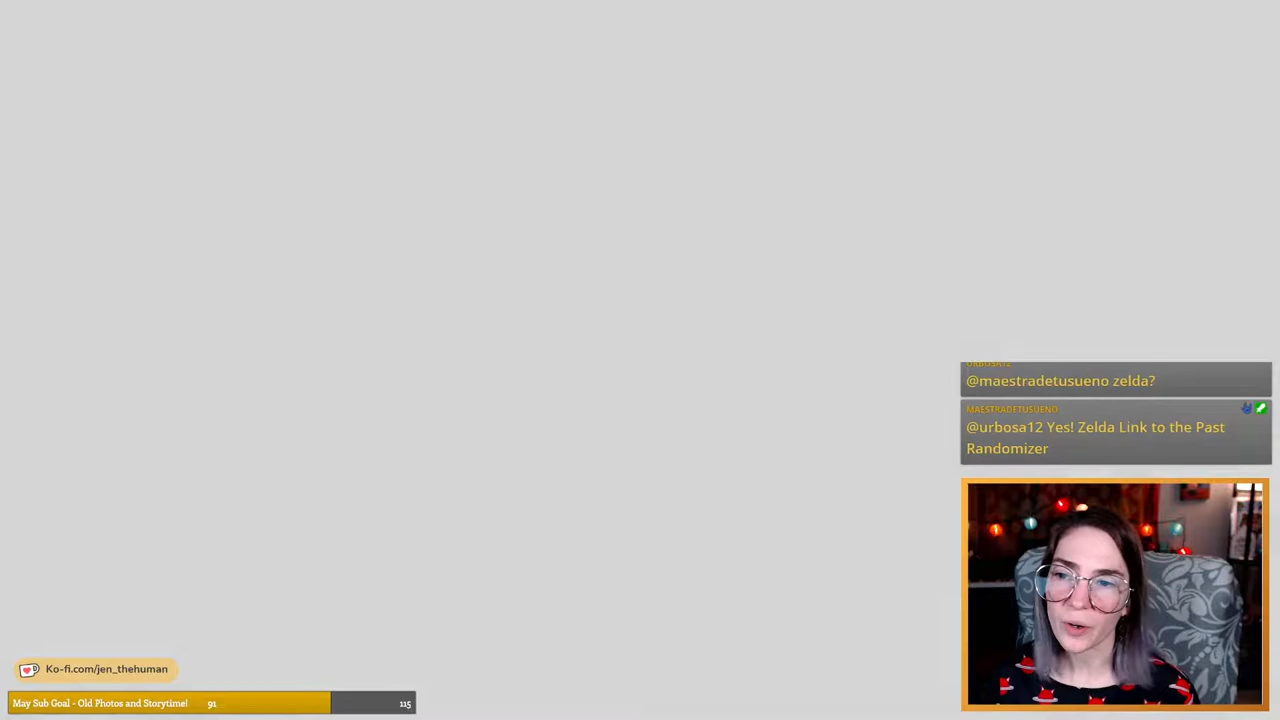 URBOSA12
@maestradetusueno zelda?
MAESTRADETUSUENO
@urbosa12 Yes! Zelda Link to the Past
Randomizer
Ko-fi.com/jen_thehuman
May Sub Goal - Old Photos and Storytime! 91 115